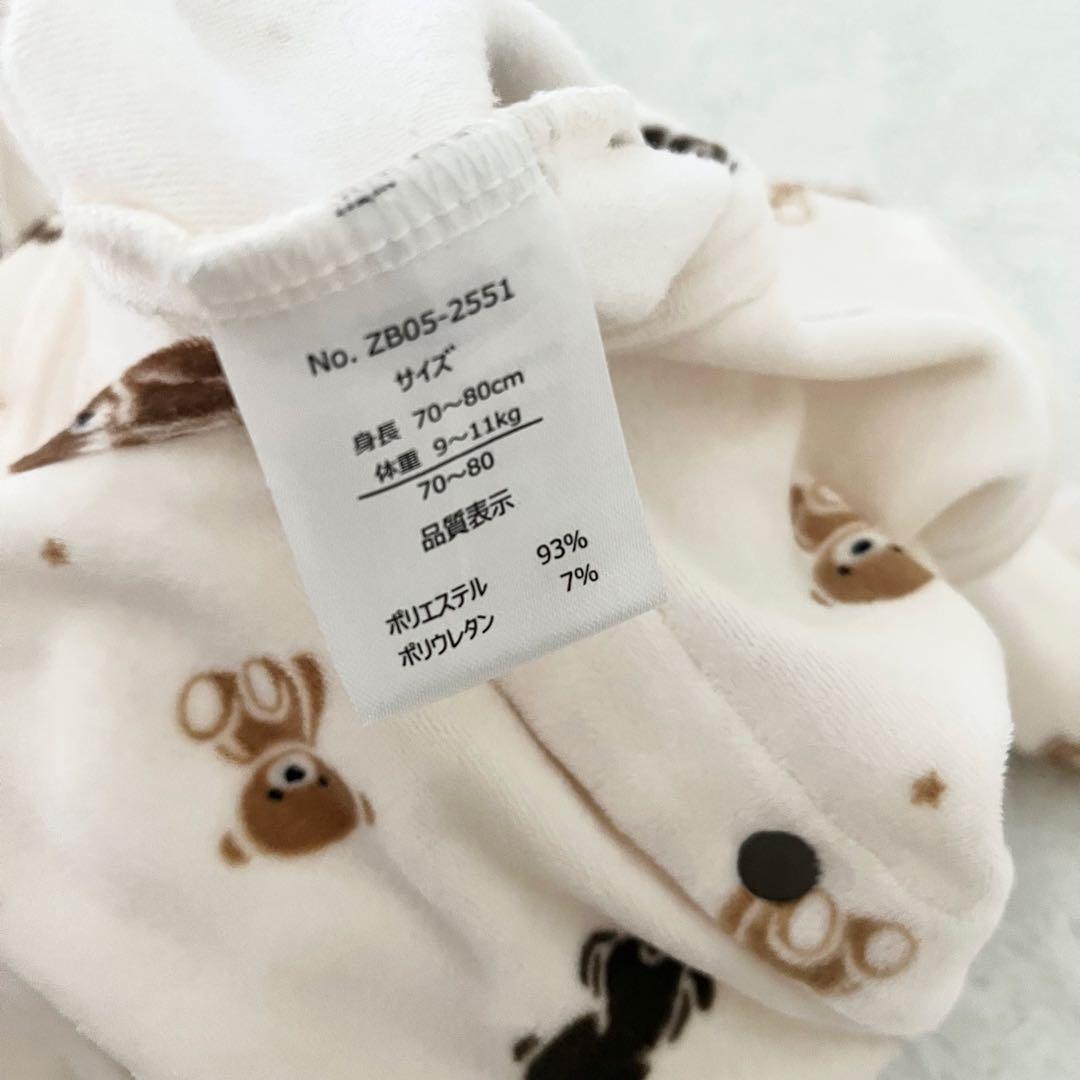 No. ZB05-2551
サイズ
身長 70~80cm
体重 9~11kg
70~80
品質表示
ポリエステル 93%
ポリウレタン 7%